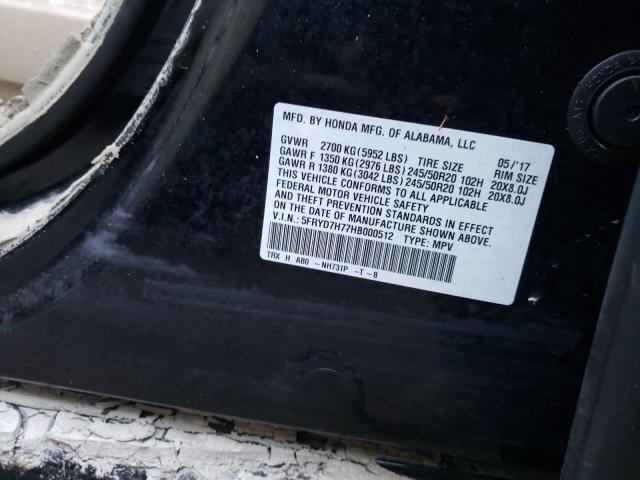 MFD. BY HONDA MFG. OF ALABAMA, LLC 05/'17
GVWR 2700 KG(5952 LBS) TIRE SIZE RIM SIZE
GAWR F 1350 KG(2976 LBS) 245/50R20 102H 20X8.0J
GAWR R 1380 KG(3042 LBS) 245/50R20 102H 20X8.0J
THIS VEHICLE CONFORMS TO ALL APPLICABLE
FEDERAL MOTOR VEHICLE SAFETY
AND THEFT PREVENTION STANDARDS IN EFFECT
ON THE DATE OF MANUFACTURE SHOWN ABOVE.
V.I.N.: 5FRYD7H77HB000512 TYPE: MPV
TRX H ABO -NH731P -T-B
HONDA